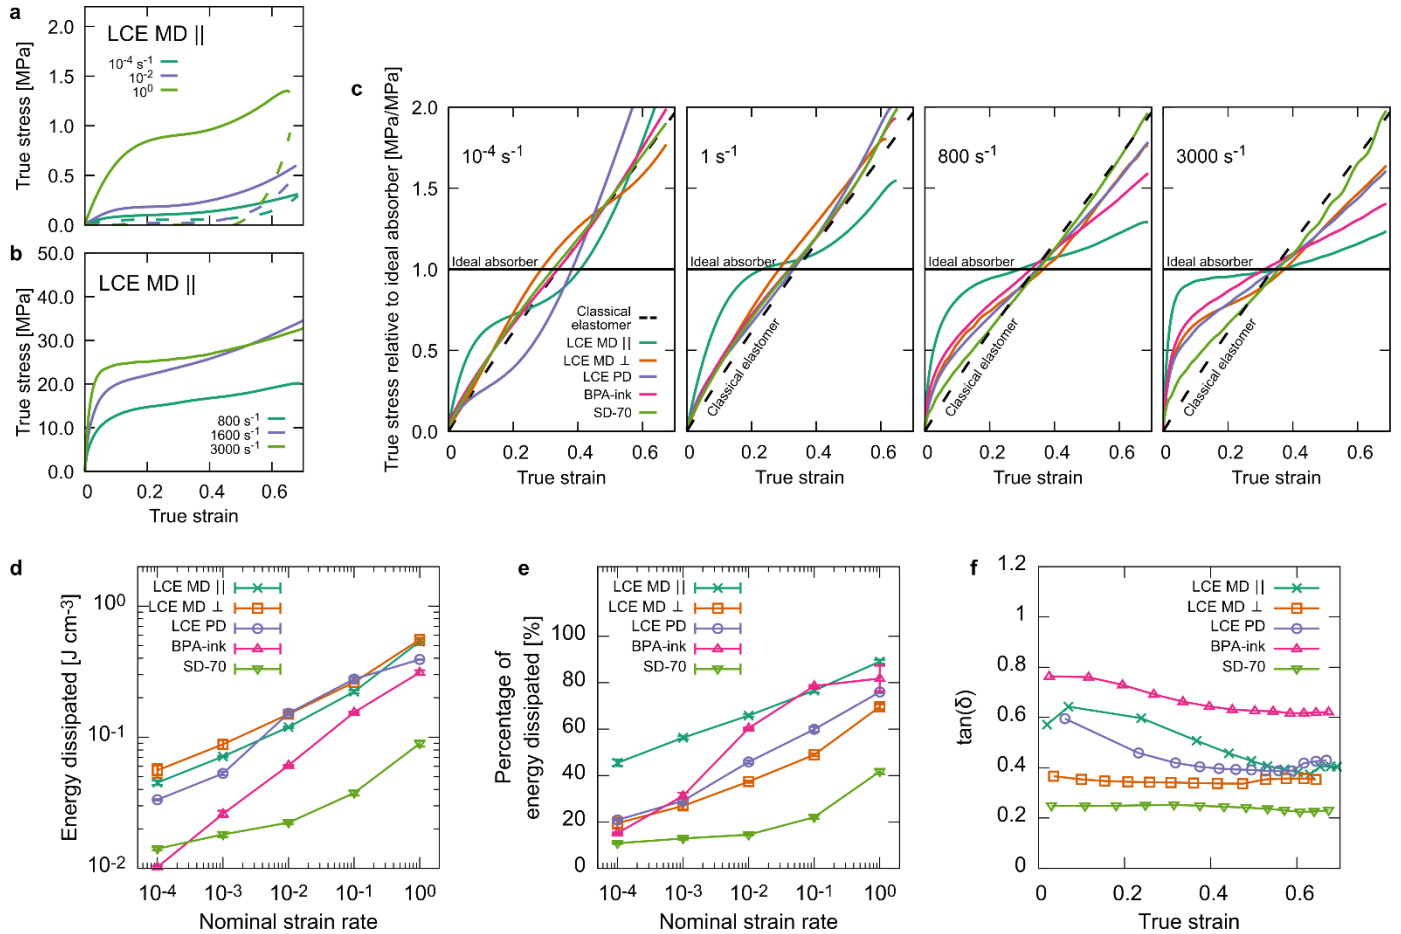 a
LCE MD ||
10⁻⁴ s⁻¹
10⁻²
10⁰
True stress [MPa]
2.0
1.5
1.0
0.5
0.0
b
LCE MD ||
800 s⁻¹
1600 s⁻¹
3000 s⁻¹
True stress [MPa]
50.0
40.0
30.0
20.0
10.0
0.0
0 0.2 0.4 0.6
True strain
c
True stress relative to ideal absorber [MPa/MPa]
2.0
1.5
1.0
0.5
0.0
10⁻⁴ s⁻¹
Ideal absorber
Classical
elastomer
LCE MD ||
LCE MD ⊥
LCE PD
BPA-ink
SD-70
0 0.2 0.4 0.6
True strain
1 s⁻¹
Ideal absorber
Classical elastomer
0 0.2 0.4 0.6
True strain
800 s⁻¹
Ideal absorber
Classical elastomer
0 0.2 0.4 0.6
True strain
3000 s⁻¹
Ideal absorber
Classical elastomer
0 0.2 0.4 0.6
True strain
d
LCE MD ||
LCE MD ⊥
LCE PD
BPA-ink
SD-70
Energy dissipated [J cm-3]
10⁰
10⁻¹
10⁻²
10⁻⁴ 10⁻³ 10⁻² 10⁻¹ 10⁰
Nominal strain rate
e
LCE MD ||
LCE MD ⊥
LCE PD
BPA-ink
SD-70
Percentage of
energy dissipated [%]
100
80
60
40
20
0
10⁻⁴ 10⁻³ 10⁻² 10⁻¹ 10⁰
Nominal strain rate
f
LCE MD ||
LCE MD ⊥
LCE PD
BPA-ink
SD-70
tan(δ)
1.2
1
0.8
0.6
0.4
0.2
0
0 0.2 0.4 0.6
True strain